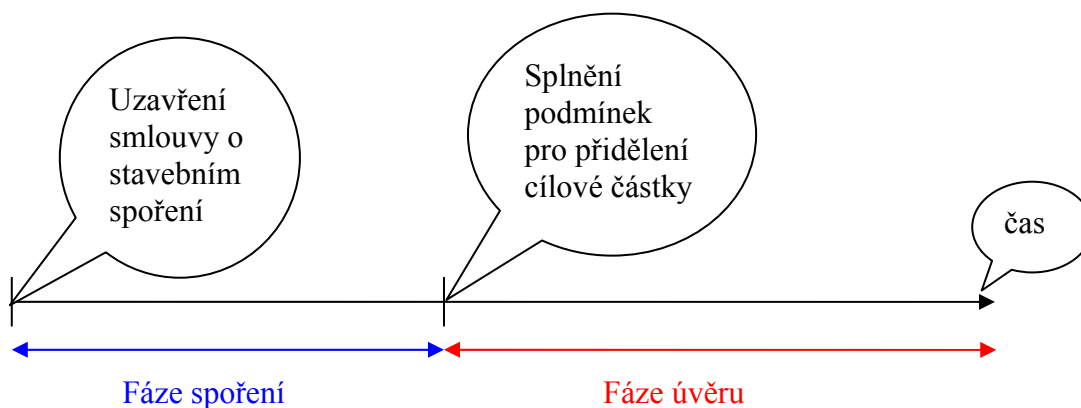 Uzavření
smlouvy o
stavebním
spoření
Splnění
podmínek
pro přidělení
cílové částky
čas
Fáze spoření
Fáze úvěru